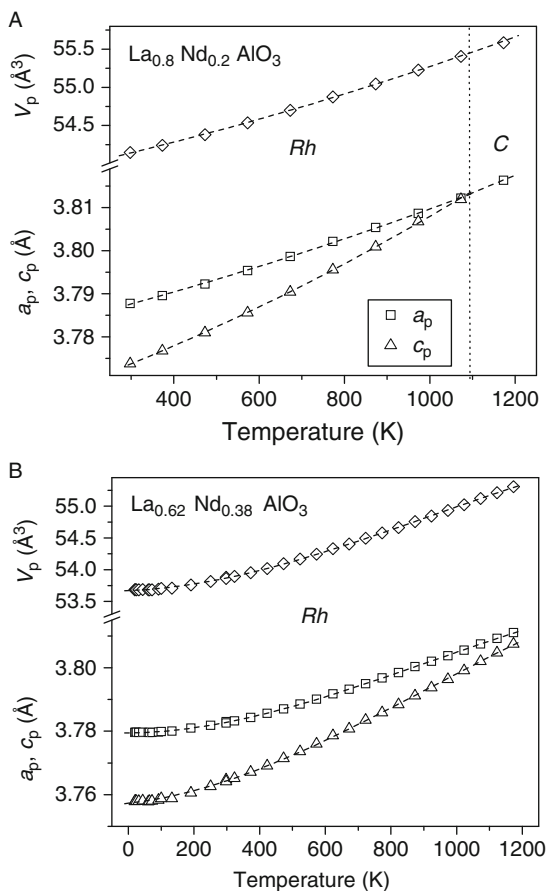 A
La0.8 Nd0.2 AlO3
Vp (Å3)
55.5
55.0
54.5
Rh
C
ap, cp (Å)
3.81
3.80
3.79
3.78
ap
cp
400 600 800 1000 1200
Temperature (K)
B
La0.62 Nd0.38 AlO3
Vp (Å3)
55.0
54.5
54.0
53.5
Rh
ap, cp (Å)
3.80
3.78
3.76
0 200 400 600 800 1000 1200
Temperature (K)